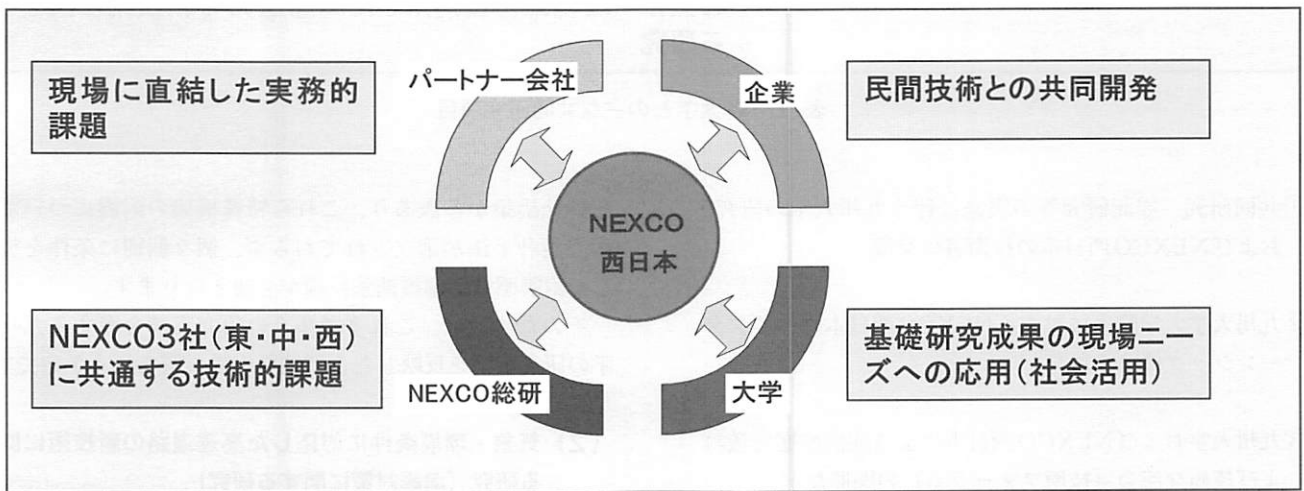 現場に直結した実務的
課題
パートナー会社
企業
民間技術との共同開発
NEXCO
西日本
NEXCO3社(東・中・西)
に共通する技術的課題
NEXCO総研
大学
基礎研究成果の現場ニー
ズへの応用(社会活用)